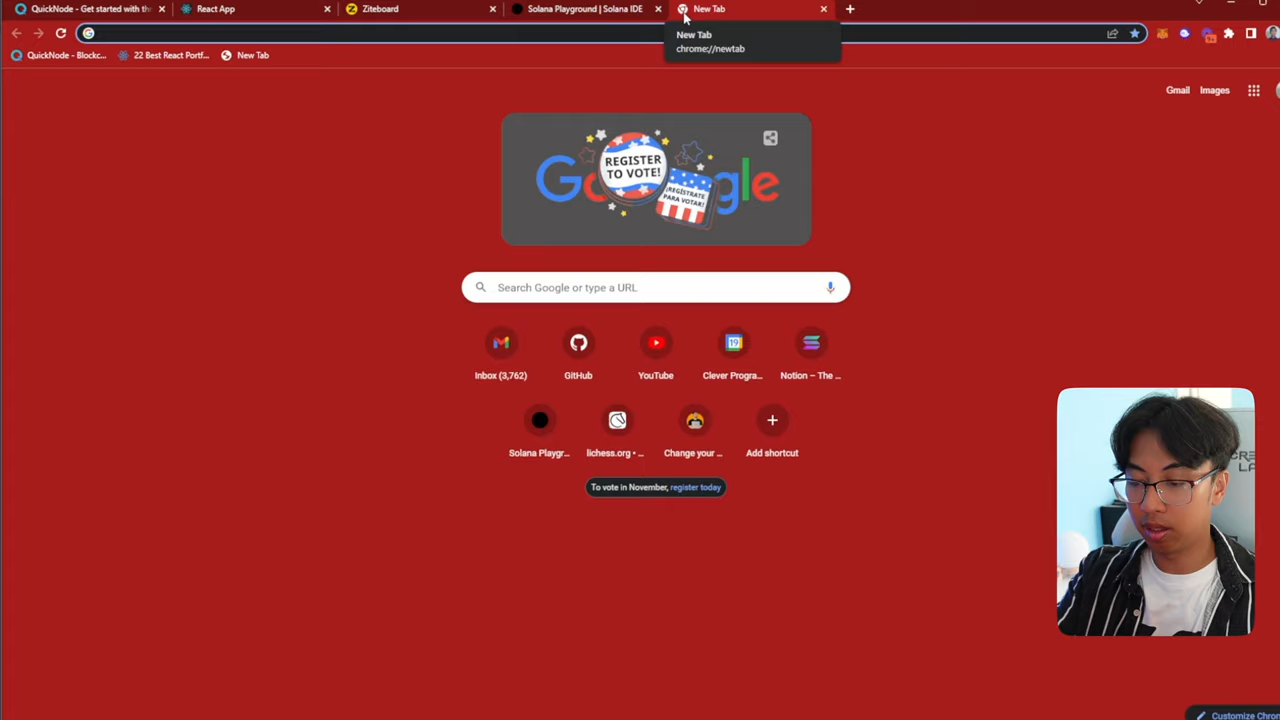 QuickNode - Get started with th
React App
Ziteboard
Solana Playground | Solana IDE
New Tab
New Tab
chrome://newtab
QuickNode - Blockc...
22 Best React Portf...
New Tab
Gmail
Images
REGISTER
TO VOTE!
¡REGÍSTRATE
PARA VOTAR!
Google
Search Google or type a URL
19
Inbox (3,762)
GitHub
YouTube
Clever Progra...
Notion – The ...
Solana Playgr...
lichess.org • ...
Change your ...
Add shortcut
To vote in November, register today
Customize Chro